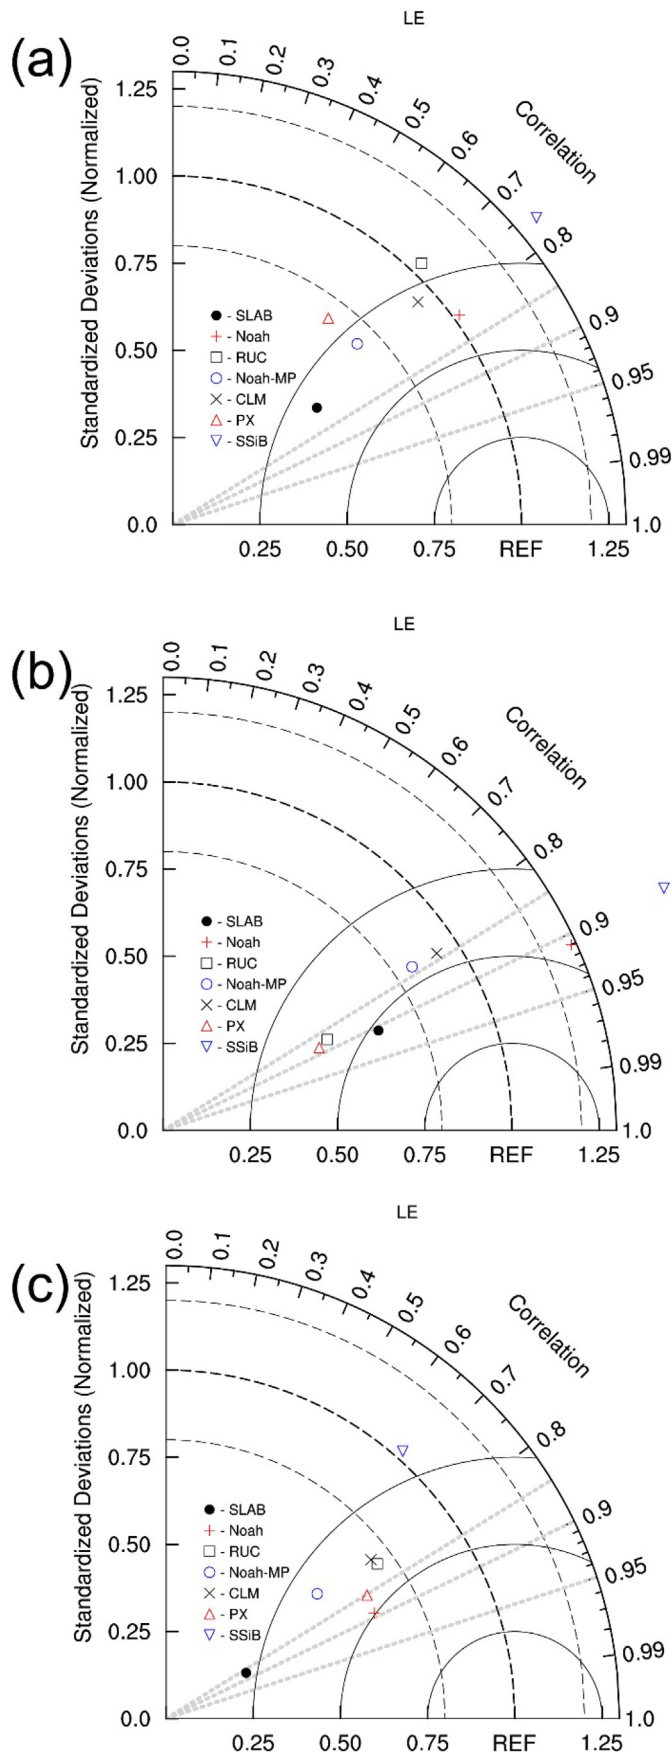 (a)
LE
Correlation
Standardized Deviations (Normalized)
0.0 0.1 0.2 0.3 0.4 0.5 0.6 0.7 0.8 0.9 0.95 0.99 1.0
1.25
1.00
0.75
0.50
0.25
0.0
- SLAB
- Noah
- RUC
- Noah-MP
- CLM
- PX
- SSiB
0.25 0.50 0.75 REF 1.25
(b)
LE
Correlation
Standardized Deviations (Normalized)
0.0 0.1 0.2 0.3 0.4 0.5 0.6 0.7 0.8 0.9 0.95 0.99 1.0
1.25
1.00
0.75
0.50
0.25
0.0
- SLAB
- Noah
- RUC
- Noah-MP
- CLM
- PX
- SSiB
0.25 0.50 0.75 REF 1.25
(c)
LE
Correlation
Standardized Deviations (Normalized)
0.0 0.1 0.2 0.3 0.4 0.5 0.6 0.7 0.8 0.9 0.95 0.99 1.0
1.25
1.00
0.75
0.50
0.25
0.0
- SLAB
- Noah
- RUC
- Noah-MP
- CLM
- PX
- SSiB
0.25 0.50 0.75 REF 1.25